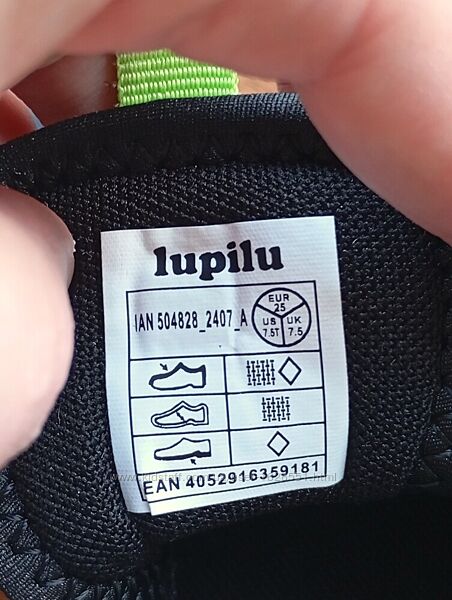 lupilu
IAN 504828_2407_A
EUR
25
US
7.5T
UK
7.5
EAN 4052916359181